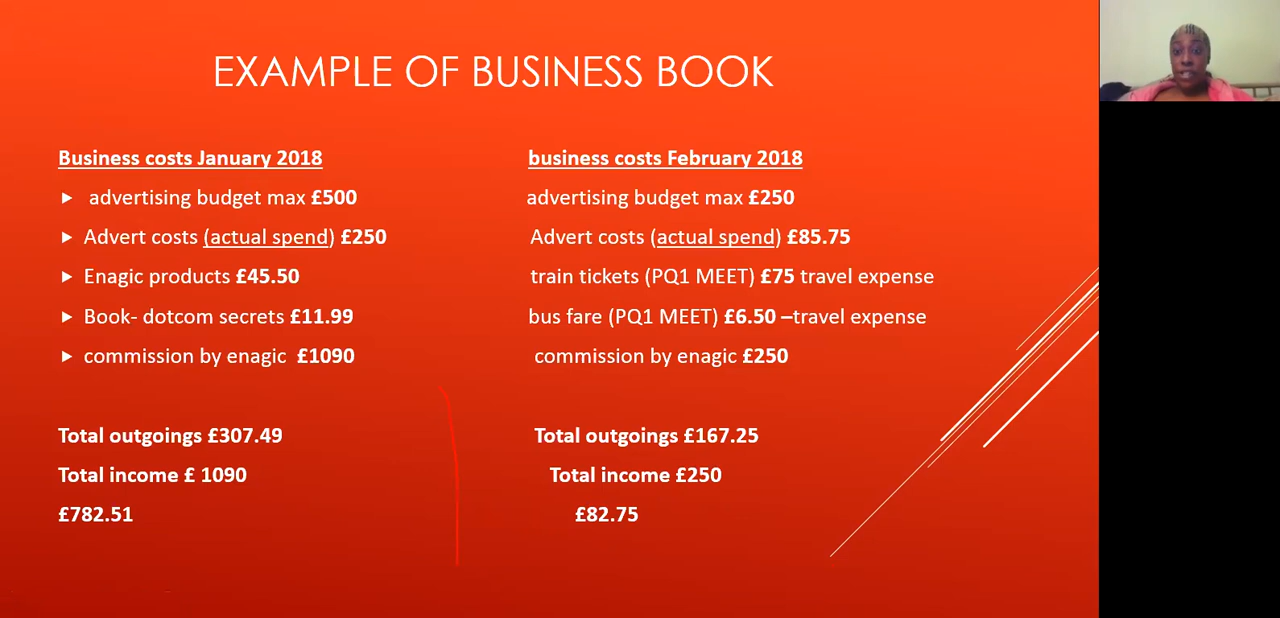 EXAMPLE OF BUSINESS BOOK
Business costs January 2018
advertising budget max £500
Advert costs (actual spend) £250
Enagic products £45.50
Book- dotcom secrets £11.99
commission by enagic £1090
Total outgoings £307.49
Total income £ 1090
£782.51
business costs February 2018
advertising budget max £250
Advert costs (actual spend) £85.75
train tickets (PQ1 MEET) £75 travel expense
bus fare (PQ1 MEET) £6.50 –travel expense
commission by enagic £250
Total outgoings £167.25
Total income £250
£82.75